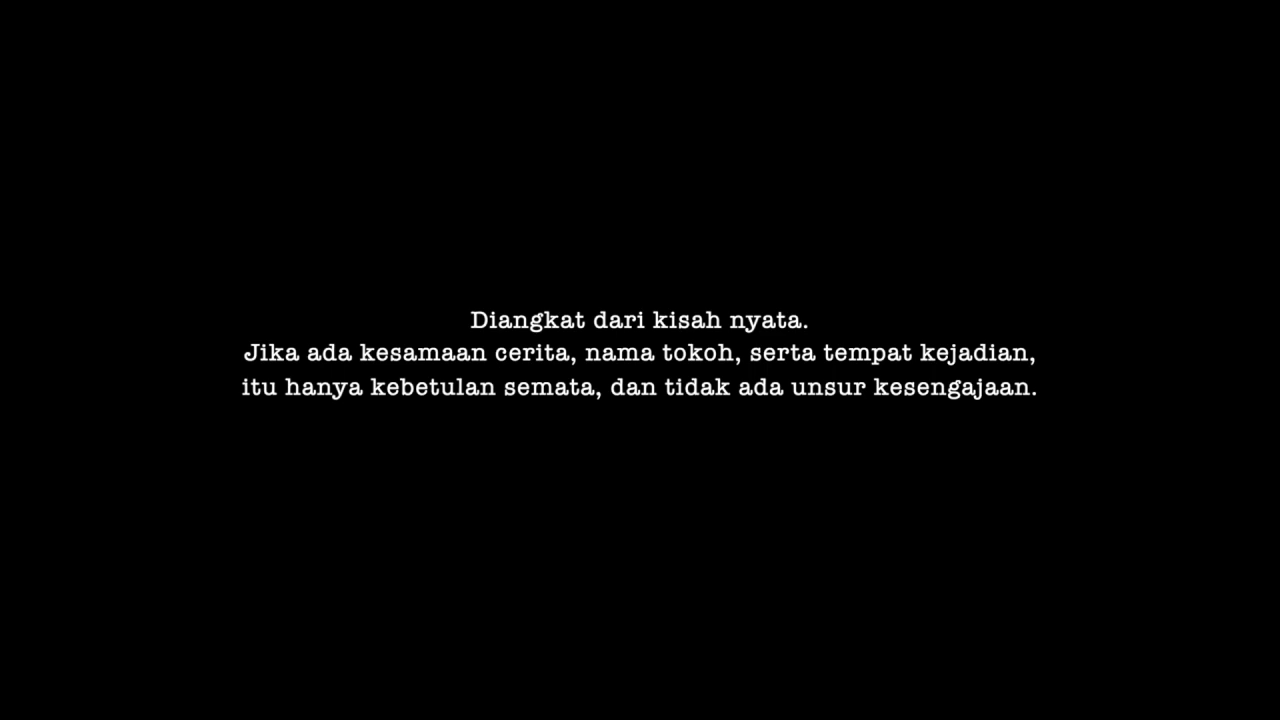 Diangkat dari kisah nyata.
Jika ada kesamaan cerita, nama tokoh, serta tempat kejadian,
itu hanya kebetulan semata, dan tidak ada unsur kesengajaan.